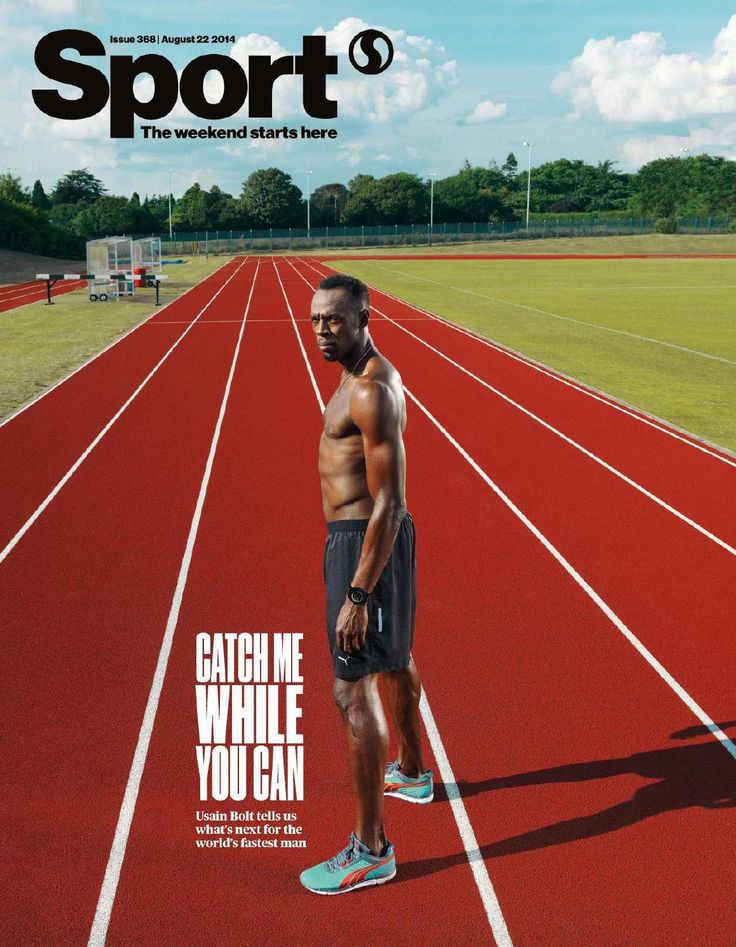 Issue 368 | August 22 2014
Sport
The weekend starts here
CATCH ME
WHILE
YOU CAN
Usain Bolt tells us
what's next for the
world's fastest man